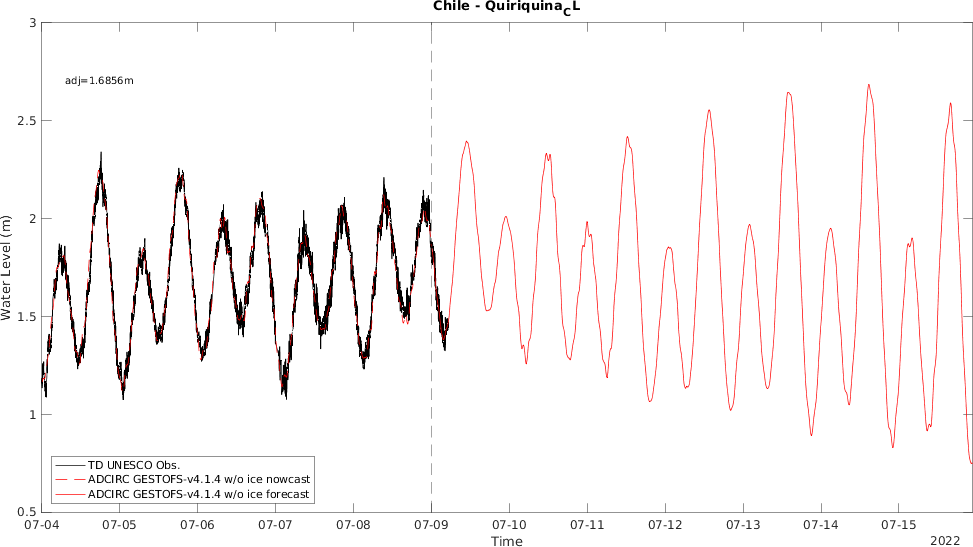 Chile - Quiriquina_CL
3
adj=1.6856m
2.5
2
Water Level (m)
1.5
1
TD UNESCO Obs.
ADCIRC GESTOFS-v4.1.4 w/o ice nowcast
ADCIRC GESTOFS-v4.1.4 w/o ice forecast
0.5
07-04 07-05 07-06 07-07 07-08 07-09 07-10 07-11 07-12 07-13 07-14 07-15
Time
2022